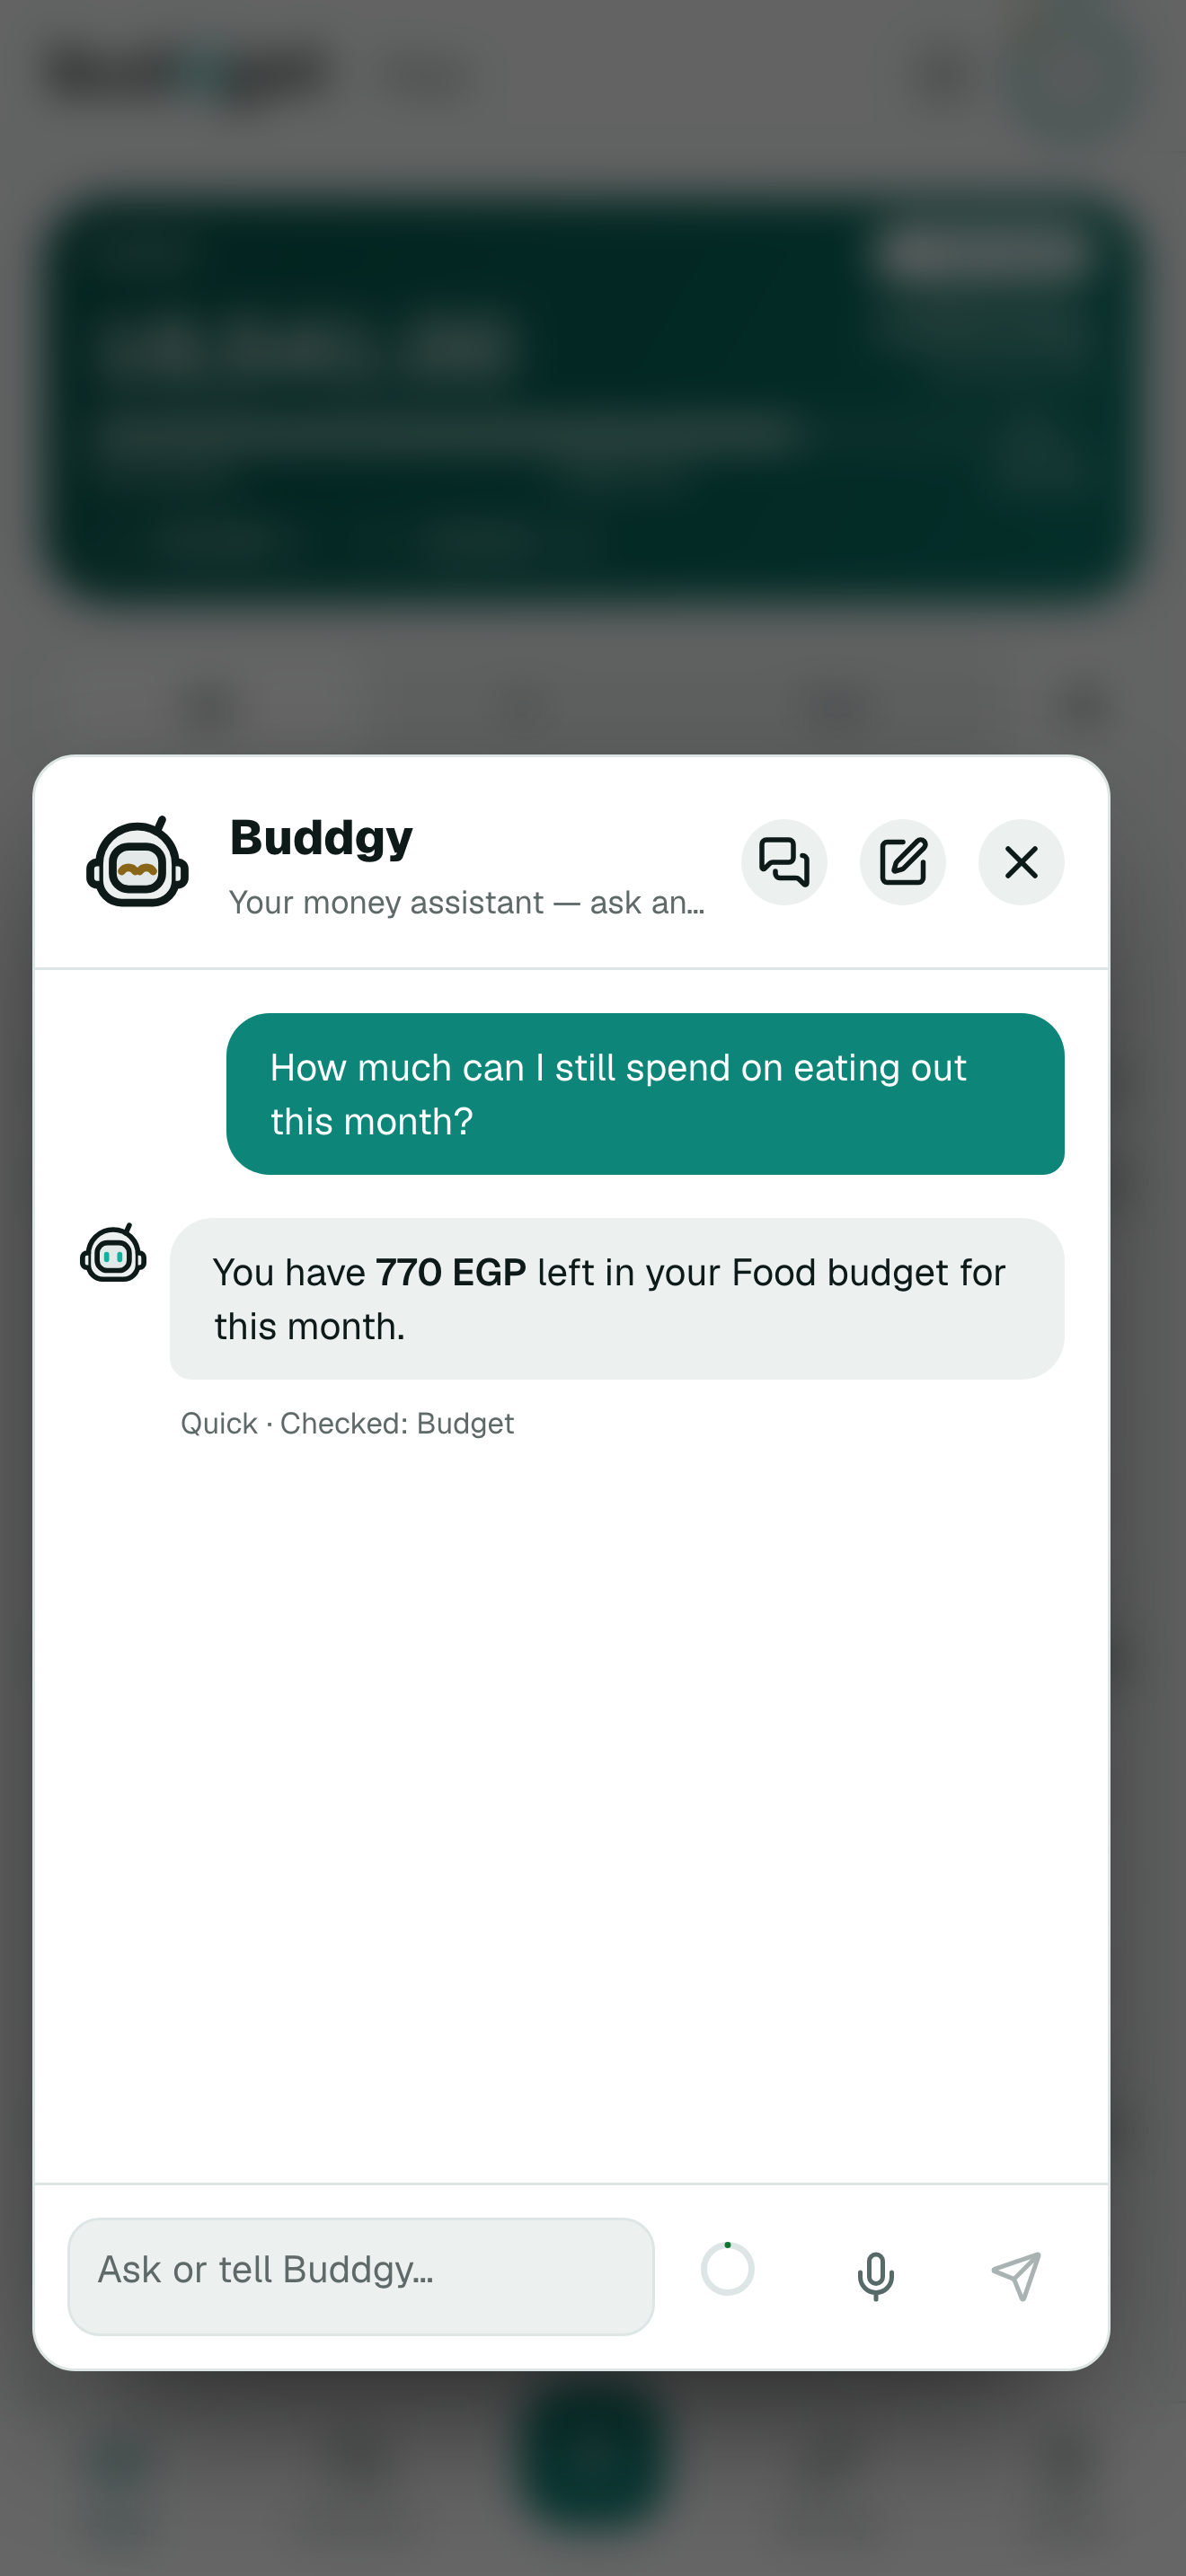 Buddgy
Your money assistant — ask an...
How much can I still spend on eating out
this month?
You have 770 EGP left in your Food budget for
this month.
Quick · Checked: Budget
Ask or tell Buddgy...